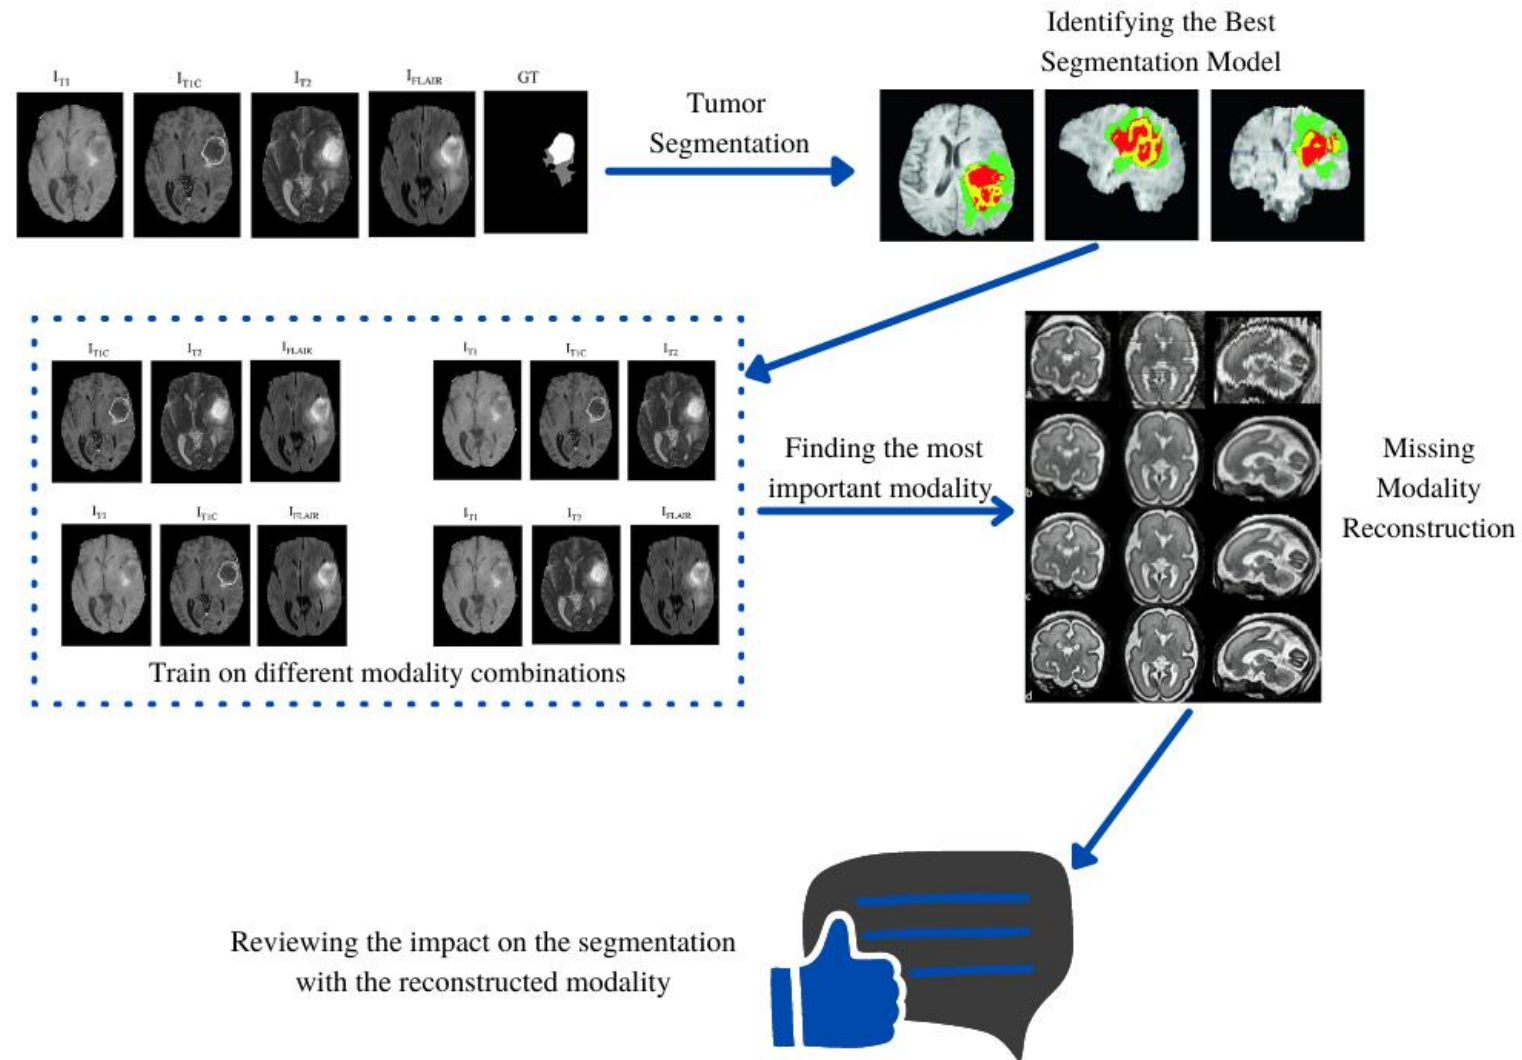 Identifying the Best
Segmentation Model
I_T1 I_T1C I_T2 I_FLAIR GT
Tumor
Segmentation
I_T1C I_T2 I_FLAIR
I_T1 I_T1C I_T2
I_T1 I_T1C I_FLAIR
I_T1 I_T2 I_FLAIR
Train on different modality combinations
Finding the most
important modality
a
b
c
d
Missing
Modality
Reconstruction
Reviewing the impact on the segmentation
with the reconstructed modality